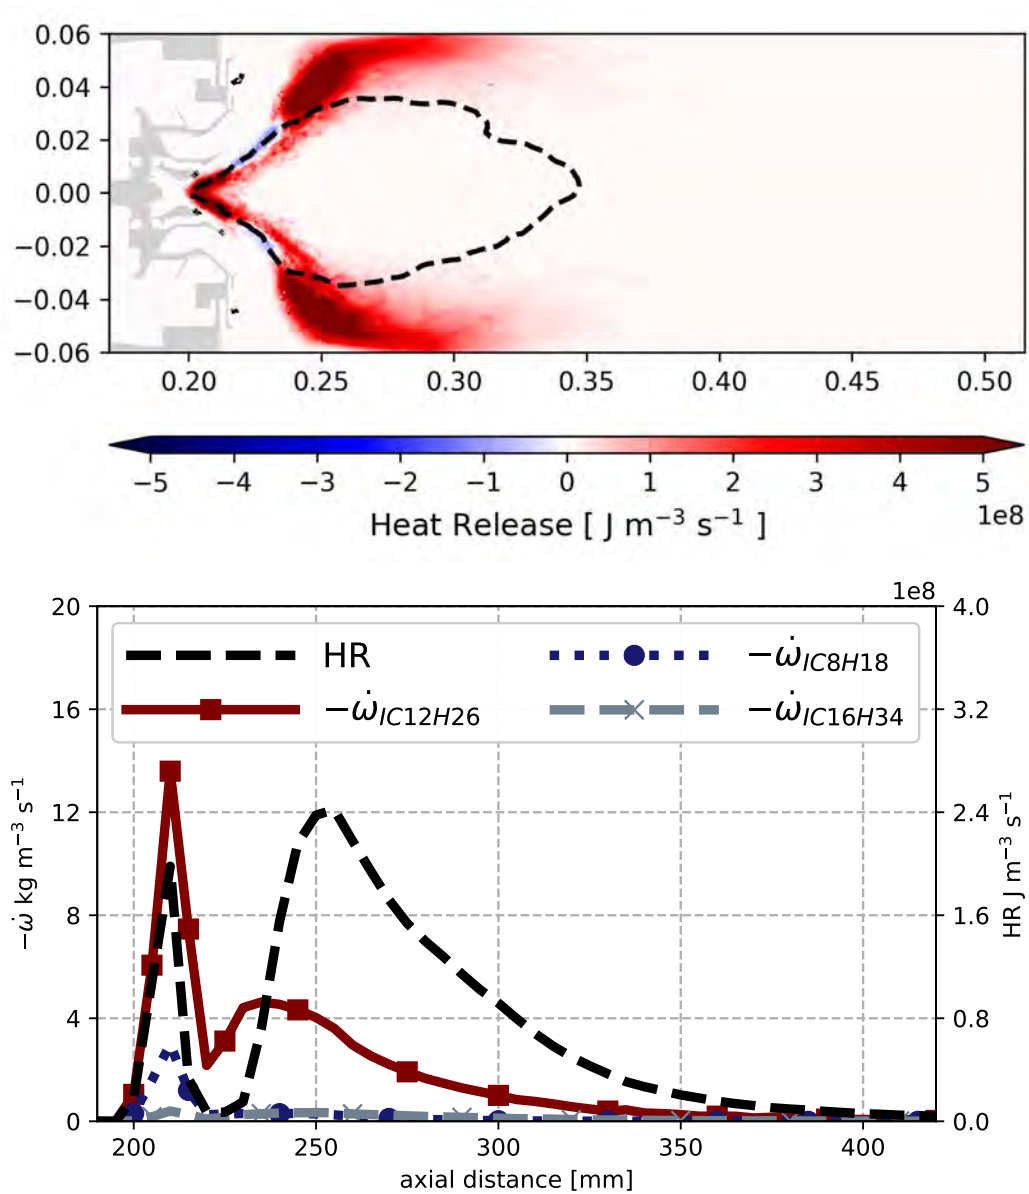 0.06
0.04
0.02
0.00
−0.02
−0.04
−0.06
0.20 0.25 0.30 0.35 0.40 0.45 0.50
−5 −4 −3 −2 −1 0 1 2 3 4 5
1e8
Heat Release [ J m⁻³ s⁻¹ ]
1e8
20 4.0
HR −ω̇_IC8H18
−ω̇_IC12H26 −ω̇_IC16H34
16 3.2
12 2.4
8 1.6
4 0.8
0 0.0
−ω̇ kg m⁻³ s⁻¹
HR J m⁻³ s⁻¹
200 250 300 350 400
axial distance [mm]